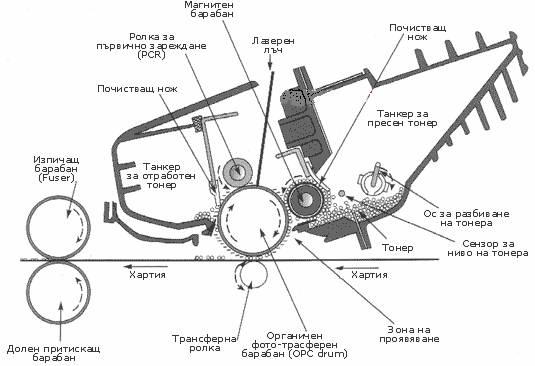 Магнитен
барабан
Ролка за
първично зареждане
(PCR)
Лазерен
лъч
Почистващ
нож
Почистващ нож
Танкер за
пресен тонер
Изпичащ
барабан
(Fuser)
Танкер
за отработен
тонер
Ос за разбиване
на тонера
Сензор за
ниво на тонера
Тонер
Хартия
Хартия
Зона на
проявяване
Трансферна
ролка
Органичен
фото-трасферен
барабан (OPC drum)
Долен притискащ
барабан